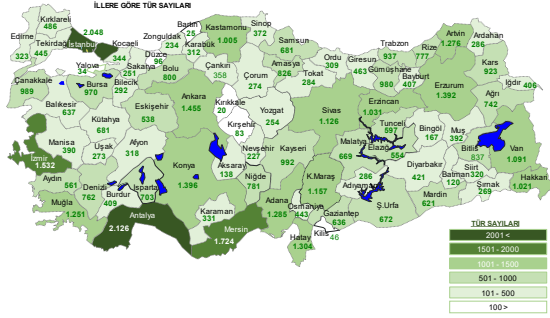 İLLERE GÖRE TÜR SAYILARI
Kırklareli
486
Edirne
323
Tekirdağ
445
İstanbul
2.048
Kocaeli
344
Yalova
34
Sakatya
251
Düzce
96
Zonguldak
234
Bartın
25
Karabük
312
Kastamonu
1.005
Sinop
372
Samsun
681
Ordu
309
Giresun
463
Trabzon
937
Rize
777
Artvin
1.276
Ardahan
286
Kars
923
Iğdır
406
Ağrı
742
Erzurum
1.392
Bayburt
407
Gümüşhane
980
Çanakkale
989
Bursa
970
Bilecik
292
Bolu
800
Çankırı
358
Çorum
274
Amasya
826
Tokat
284
Balıkesir
637
Kütahya
681
Eskişehir
538
Ankara
1.455
Kırıkkale
20
Kırşehir
83
Yozgat
254
Sivas
1.126
Erzincan
1.031
Tunceli
597
Bingöl
167
Muş
392
Bitlis
837
Van
1.091
Hakkari
1.021
Siirt
320
Şırnak
269
Batman
120
Mardin
621
Diyarbakır
421
Elazığ
554
Malatya
669
Adıyaman
286
Ş.Urfa
672
Gaziantep
636
Kilis
46
Hatay
1.304
Osmaniye
443
K.Maraş
1.157
Kayseri
992
Nevşehir
227
Aksaray
138
Niğde
781
Adana
1.285
Mersin
1.724
Karaman
331
Konya
1.396
Antalya
2.126
Isparta
703
Burdur
409
Afyon
318
Uşak
273
Manisa
390
İzmir
1.532
Aydın
561
Denizli
762
Muğla
1.251
TÜR SAYILARI
2001 <
1501 - 2000
1001 - 1500
501 - 1000
101 - 500
100 >